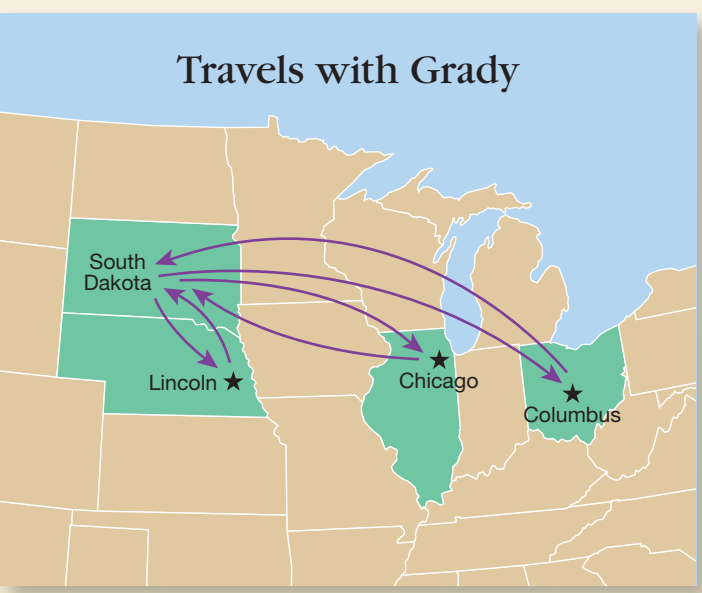 Travels with Grady
South
Dakota
Lincoln
Chicago
Columbus